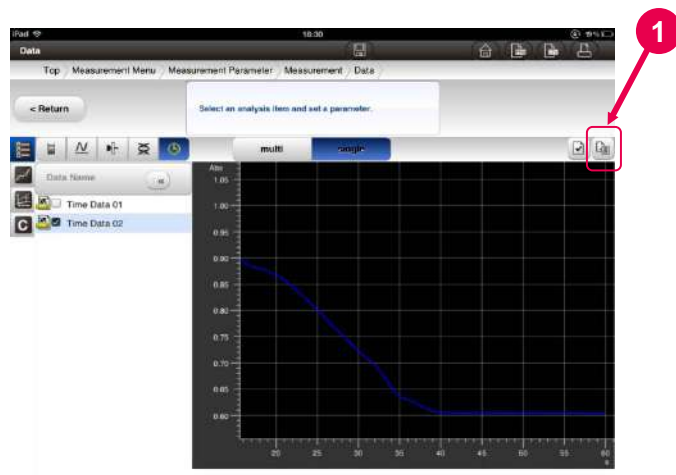 iPad 18:30 19%
Data
Top Measurement Menu Measurement Parameter Measurement Data
< Return
Select an analysis item and set a parameter.
multi single
Data Name «
Time Data 01
Time Data 02
C
Abs
1.05
1.00
0.95
0.90
0.85
0.80
0.75
0.70
0.65
0.60
20 25 30 35 40 45 50 55 60
s
1